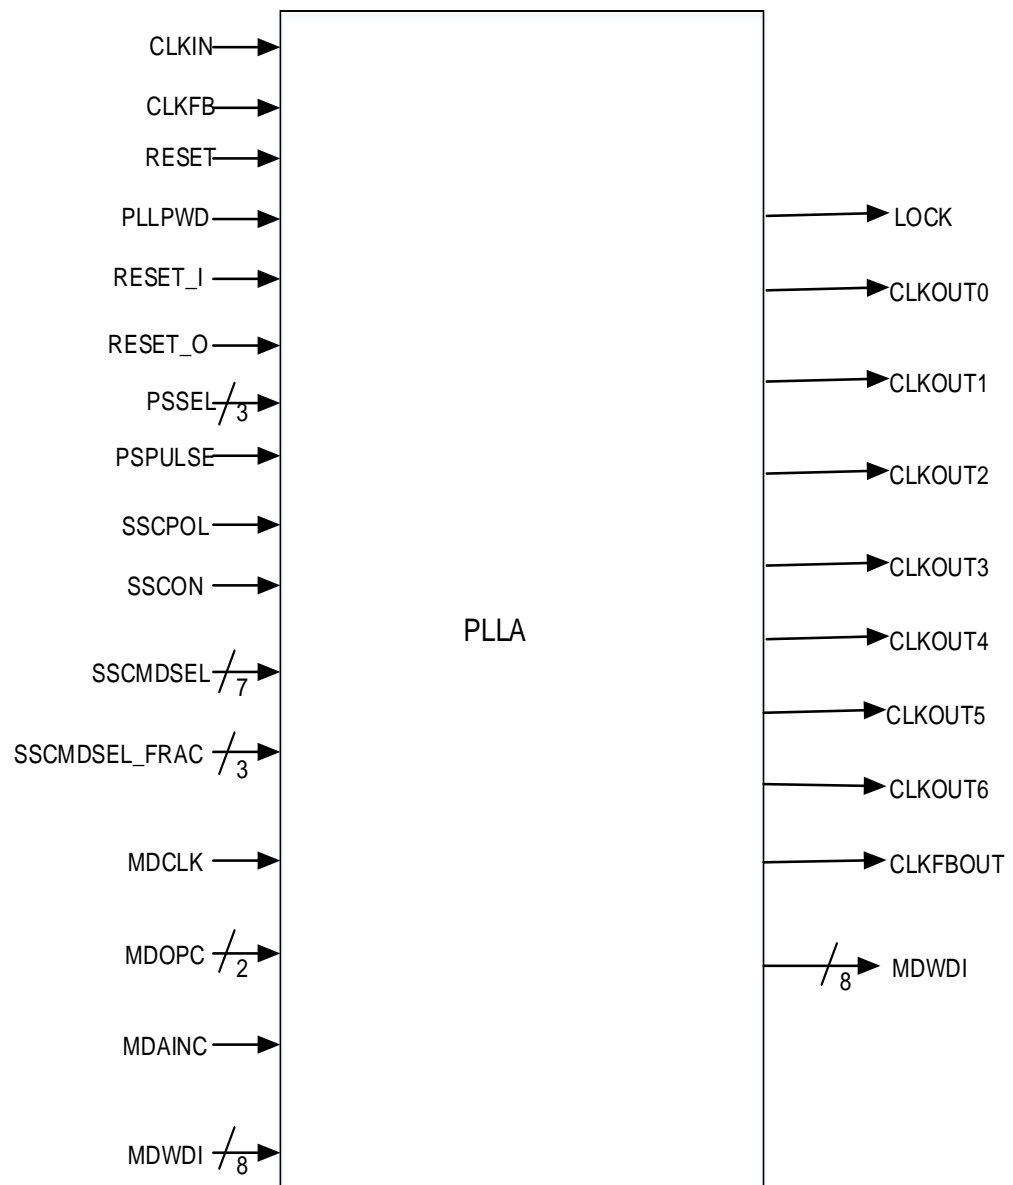 CLKIN
CLKFB
RESET
PLLPWD
RESET_I
RESET_O
PSSEL 3
PSPULSE
SSCPOL
SSCON
SSCMDSEL 7
SSCMDSEL_FRAC 3
MDCLK
MDOPC 2
MDAINC
MDWDI 8
PLLA
LOCK
CLKOUT0
CLKOUT1
CLKOUT2
CLKOUT3
CLKOUT4
CLKOUT5
CLKOUT6
CLKFBOUT
8 MDWDI